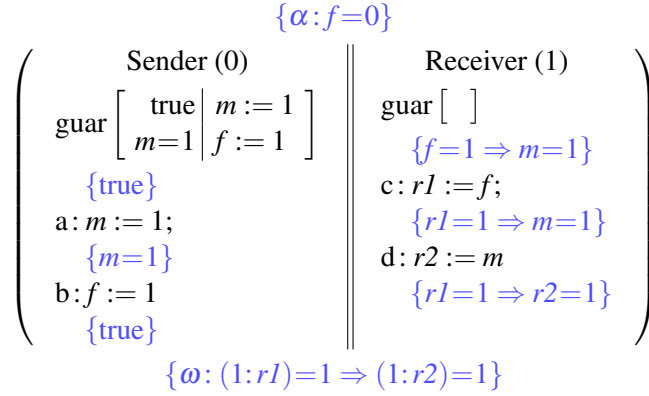 {α: f=0}
Sender (0)
guar [ true | m := 1
m=1 | f := 1 ]
{true}
a: m := 1;
{m=1}
b: f := 1
{true}
Receiver (1)
guar [ ]
{f=1 ⇒ m=1}
c: r1 := f;
{r1=1 ⇒ m=1}
d: r2 := m
{r1=1 ⇒ r2=1}
{ω: (1:r1)=1 ⇒ (1:r2)=1}